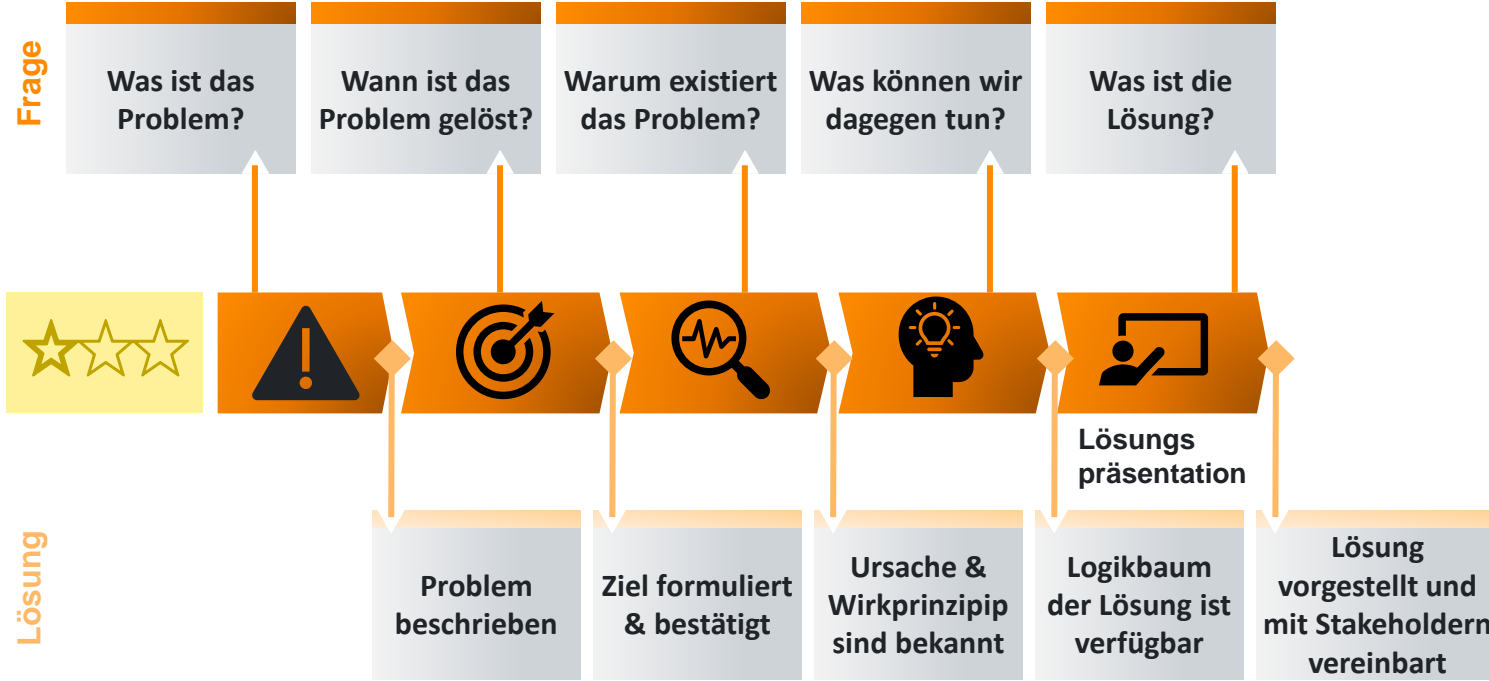 Frage
Was ist das
Problem?
Wann ist das
Problem gelöst?
Warum existiert
das Problem?
Was können wir
dagegen tun?
Was ist die
Lösung?
Lösungs
präsentation
Lösung
Problem
beschrieben
Ziel formuliert
& bestätigt
Ursache &
Wirkprinzipip
sind bekannt
Logikbaum
der Lösung ist
verfügbar
Lösung
vorgestellt und
mit Stakeholdern
vereinbart